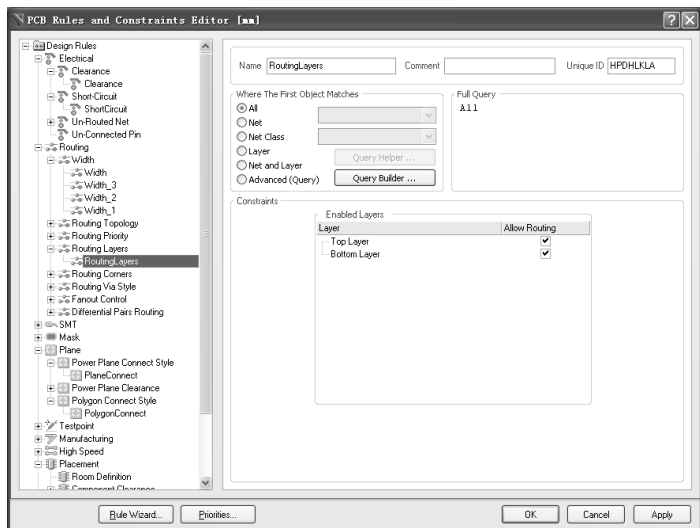 PCB Rules and Constraints Editor [mm]
Design Rules
Electrical
Clearance
Clearance
Short-Circuit
ShortCircuit
Un-Routed Net
Un-Connected Pin
Routing
Width
Width
Width_3
Width_2
Width_1
Routing Topology
Routing Priority
Routing Layers
RoutingLayers
Routing Corners
Routing Via Style
Fanout Control
Differential Pairs Routing
SMT
Mask
Plane
Power Plane Connect Style
PlaneConnect
Power Plane Clearance
Polygon Connect Style
PolygonConnect
Testpoint
Manufacturing
High Speed
Placement
Room Definition
Component Clearance
Name RoutingLayers Comment Unique ID HPDHLKLA
Where The First Object Matches
All
Net
Net Class
Layer
Net and Layer
Advanced (Query)
Query Helper ...
Query Builder ...
Full Query
All
Constraints
Enabled Layers
Layer Allow Routing
Top Layer
Bottom Layer
Rule Wizard... Priorities... OK Cancel Apply